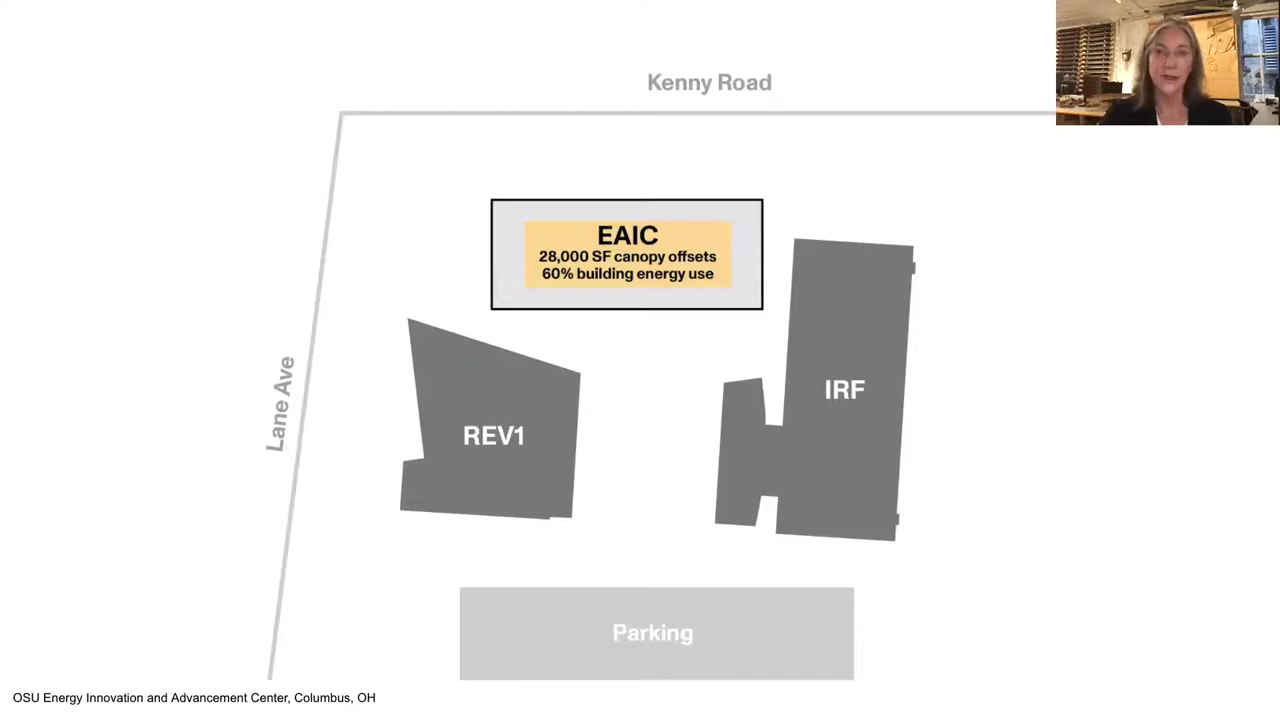 Kenny Road
EAIC
28,000 SF canopy offsets
60% building energy use
Lane Ave
IRF
REV1
Parking
OSU Energy Innovation and Advancement Center, Columbus, OH